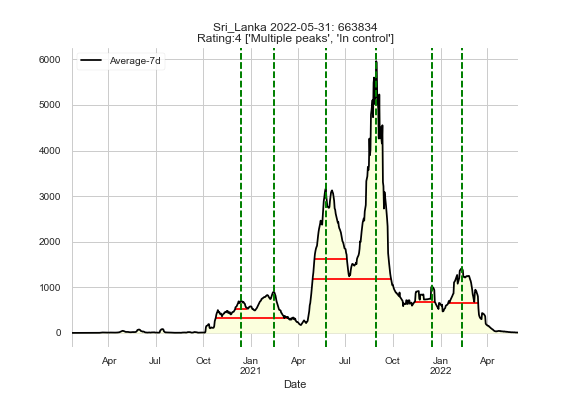 Sri_Lanka 2022-05-31: 663834
Rating:4 ['Multiple peaks', 'In control']
Average-7d
6000
5000
4000
3000
2000
1000
0
Apr Jul Oct Jan Apr Jul Oct Jan Apr
2021 2022
Date